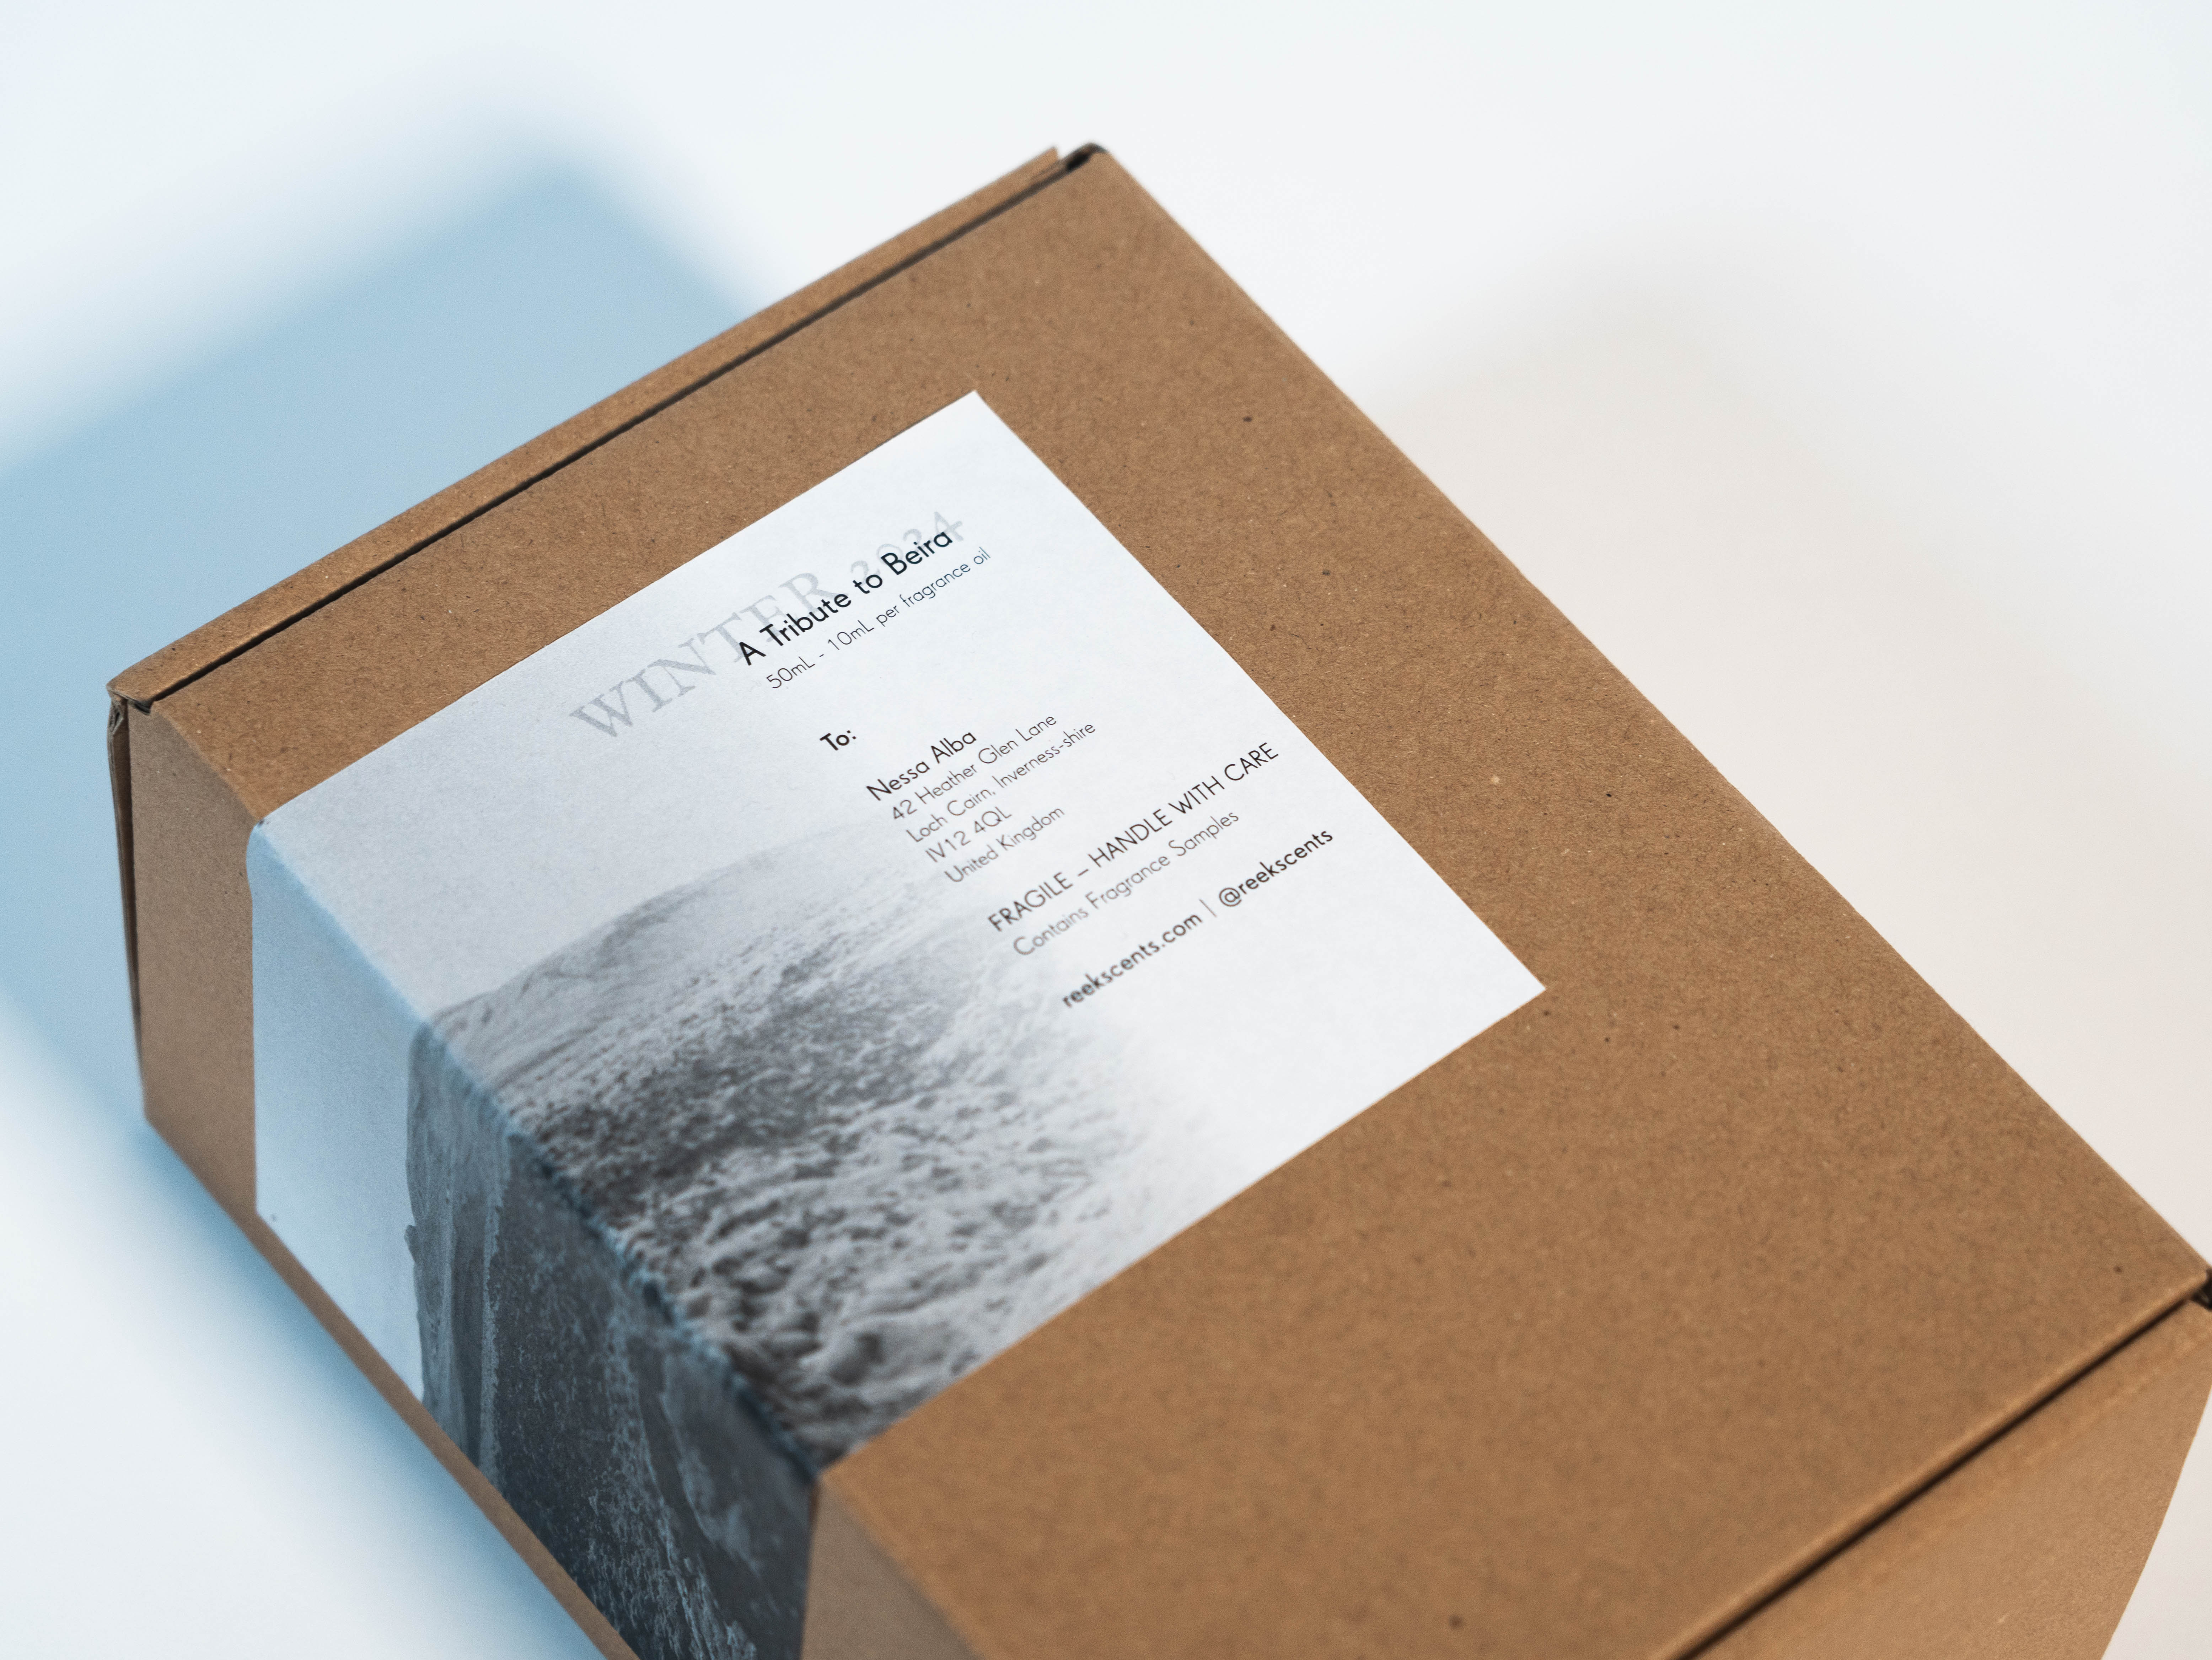 WINTER 2024
A Tribute to Beira
50mL - 10mL per fragrance oil
To:
Nessa Alba
42 Heather Glen Lane
Loch Cairn, Inverness-shire
IV12 4QL
United Kingdom
FRAGILE – HANDLE WITH CARE
Contains Fragrance Samples
reekscents.com | @reekscents